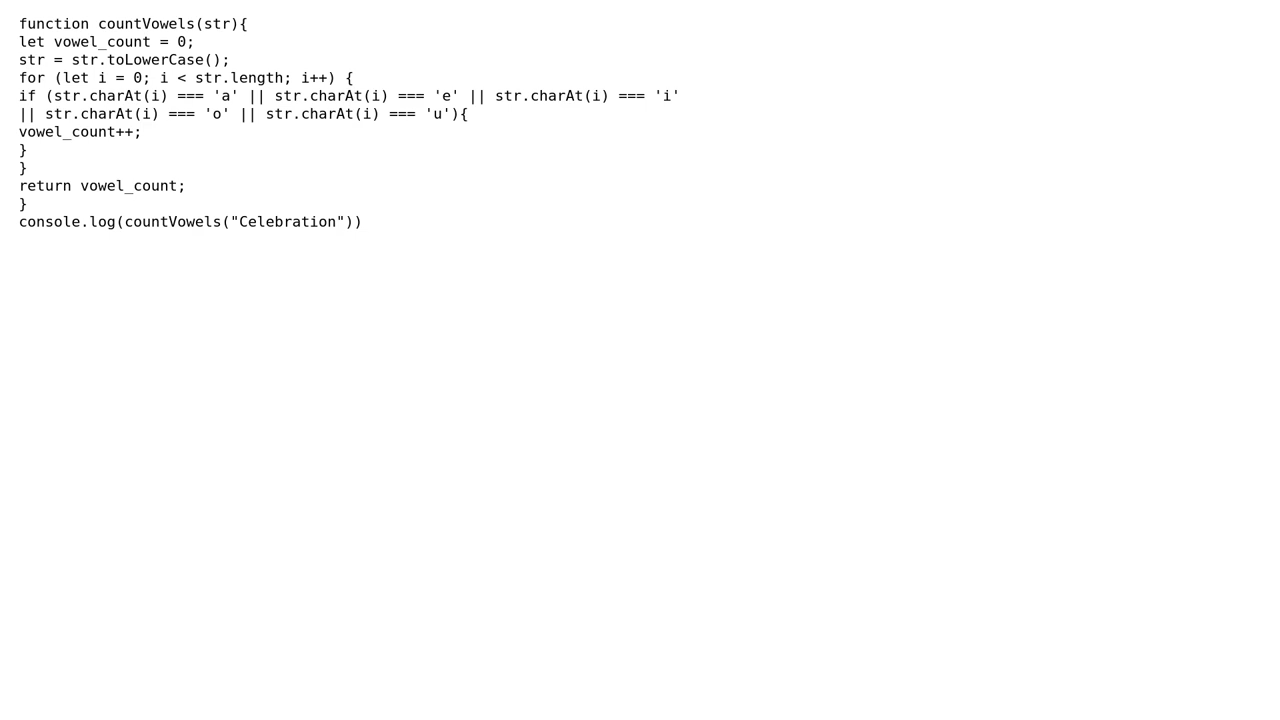 function countVowels(str){
let vowel_count = 0;
str = str.toLowerCase();
for (let i = 0; i < str.length; i++) {
if (str.charAt(i) === 'a' || str.charAt(i) === 'e' || str.charAt(i) === 'i'
|| str.charAt(i) === 'o' || str.charAt(i) === 'u'){
vowel_count++;
}
}
return vowel_count;
}
console.log(countVowels("Celebration"))